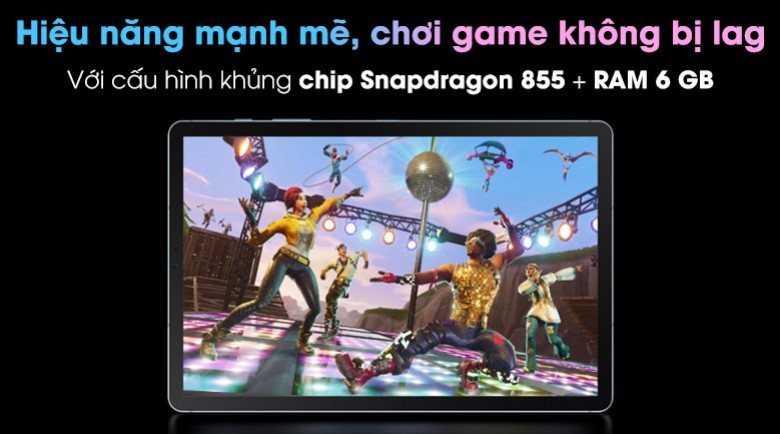 Hiệu năng mạnh mẽ, chơi game không bị lag
Với cấu hình khủng chip Snapdragon 855 + RAM 6 GB